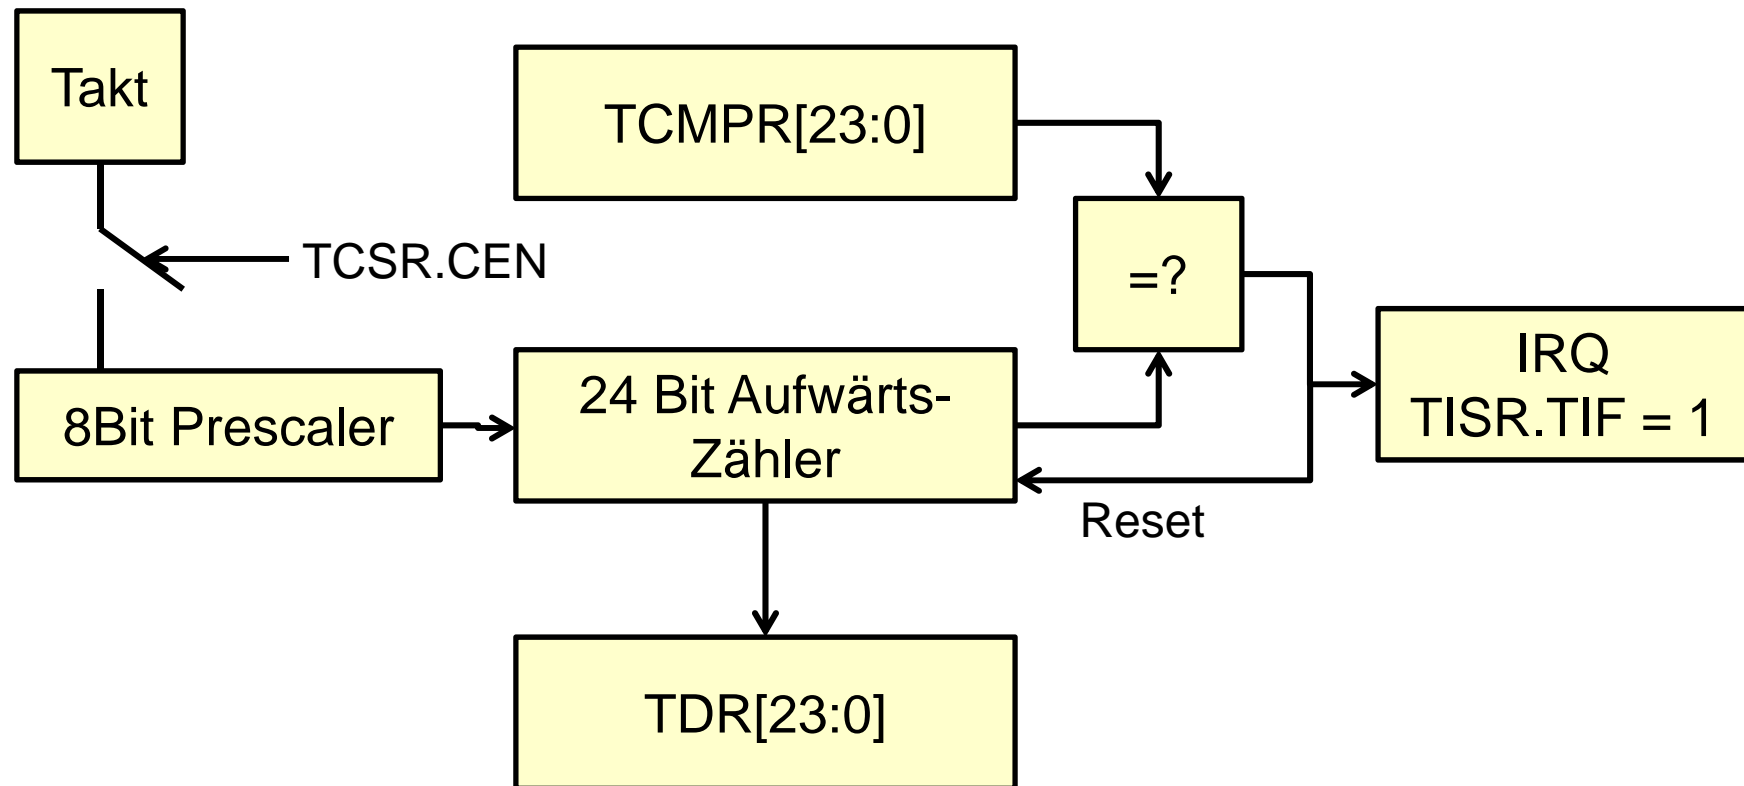 Takt
TCMPR[23:0]
TCSR.CEN
=?
8Bit Prescaler
24 Bit Aufwärts-
Zähler
IRQ
TISR.TIF = 1
Reset
TDR[23:0]